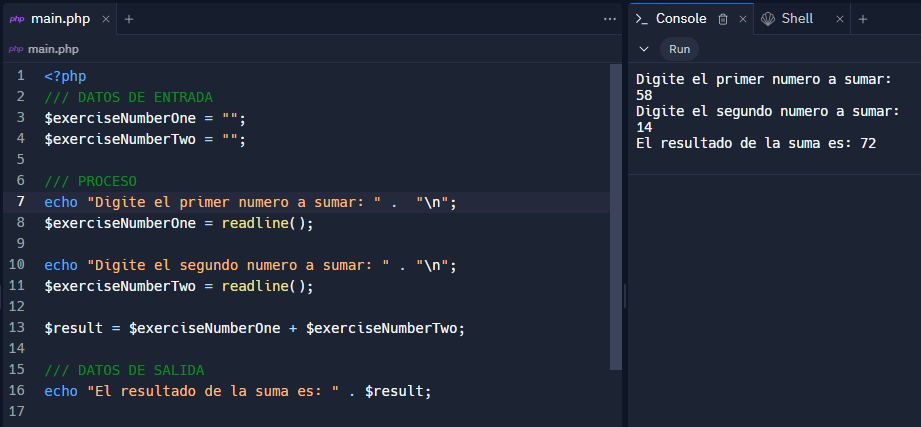 php main.php × +
php main.php
1 <?php
2 /// DATOS DE ENTRADA
3 $exerciseNumberOne = "";
4 $exerciseNumberTwo = "";
5
6 /// PROCESO
7 echo "Digite el primer numero a sumar: " .  "\n";
8 $exerciseNumberOne = readline();
9
10 echo "Digite el segundo numero a sumar: " . "\n";
11 $exerciseNumberTwo = readline();
12
13 $result = $exerciseNumberOne + $exerciseNumberTwo;
14
15 /// DATOS DE SALIDA
16 echo "El resultado de la suma es: " . $result;
17
Console × Shell × +
Run
Digite el primer numero a sumar:
58
Digite el segundo numero a sumar:
14
El resultado de la suma es: 72